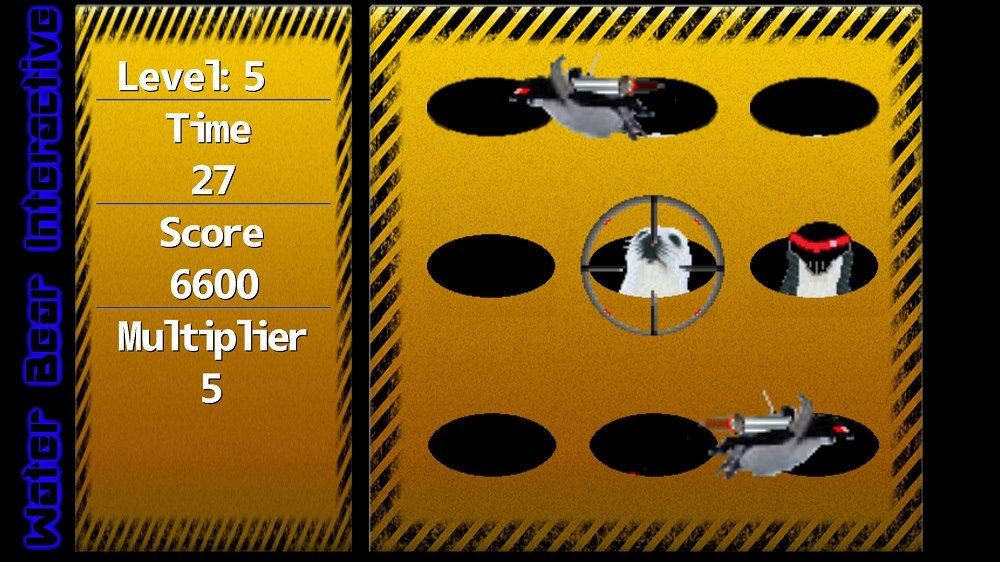 Water Bear Interactive
Level: 5
Time
27
Score
6600
Multiplier
5